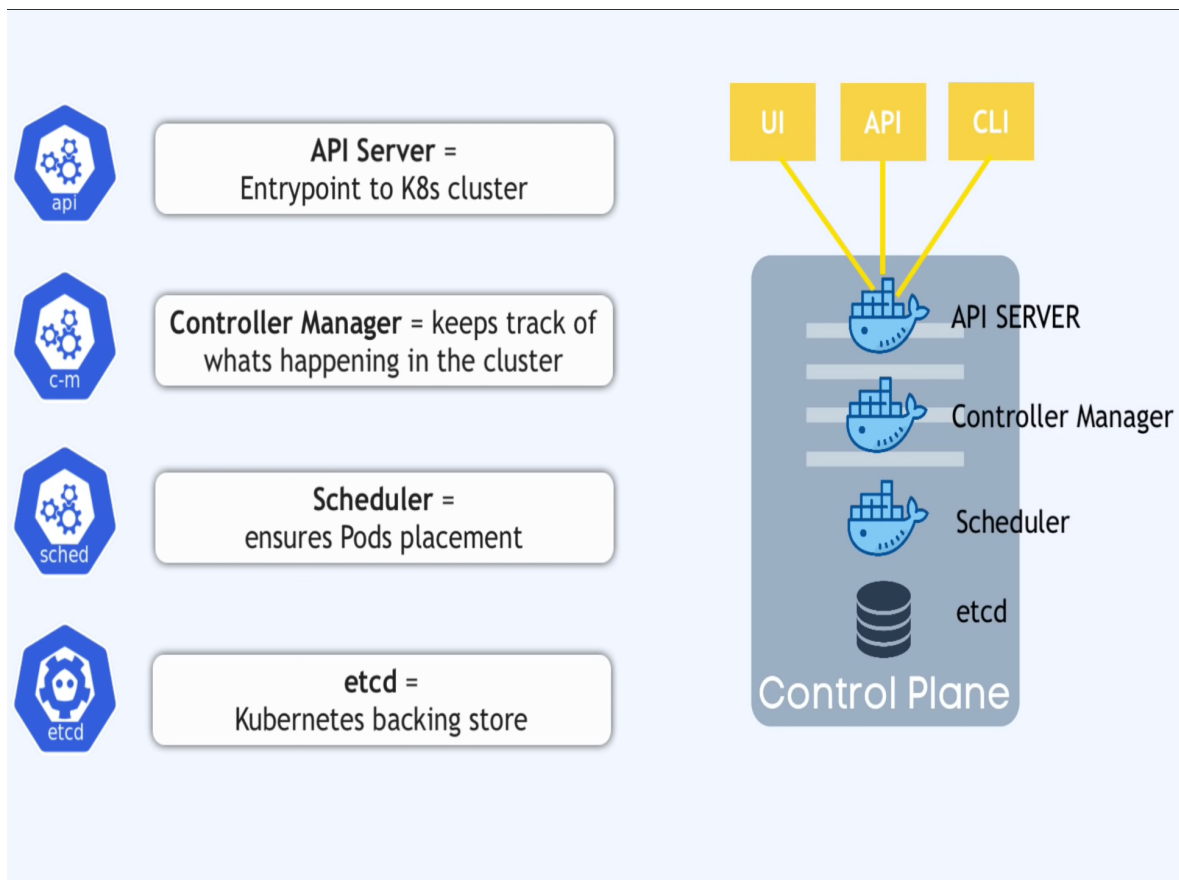 api
API Server =
Entrypoint to K8s cluster
c-m
Controller Manager = keeps track of
whats happening in the cluster
sched
Scheduler =
ensures Pods placement
etcd
etcd =
Kubernetes backing store
UI
API
CLI
API SERVER
Controller Manager
Scheduler
etcd
Control Plane